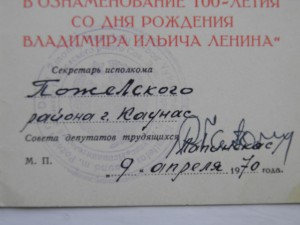 В ОЗНАМЕНОВАНИЕ 100-ЛЕТИЯ
СО ДНЯ РОЖДЕНИЯ
ВЛАДИМИРА ИЛЬИЧА ЛЕНИНА"
Секретарь исполкома
района г. Каунас
Совета депутатов трудящихся
М. П.
9 апреля 1970 года.